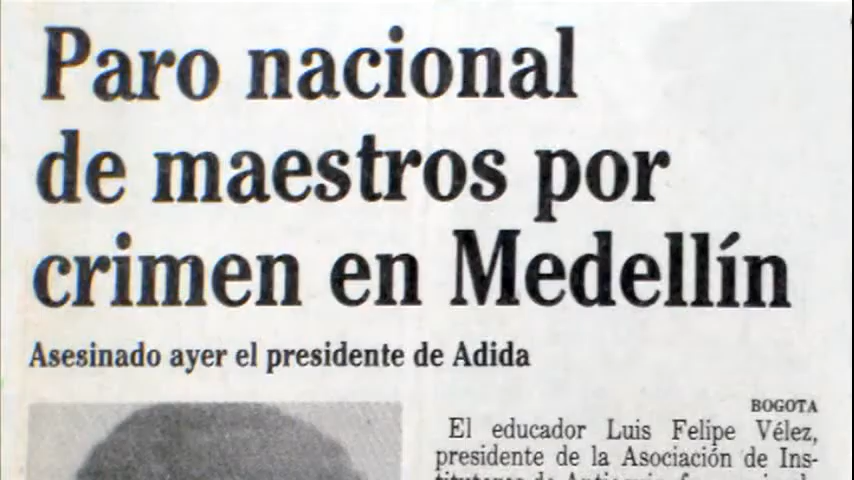 Paro nacional
de maestros por
crimen en Medellín
Asesinado ayer el presidente de Adida
BOGOTA
El educador Luis Felipe Vélez,
presidente de la Asociación de Ins-